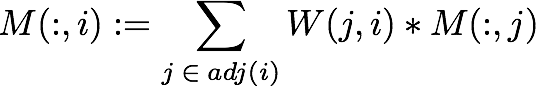 M(:,i) := ∑ W(j,i) * M(:,j)
j ∈ adj(i)